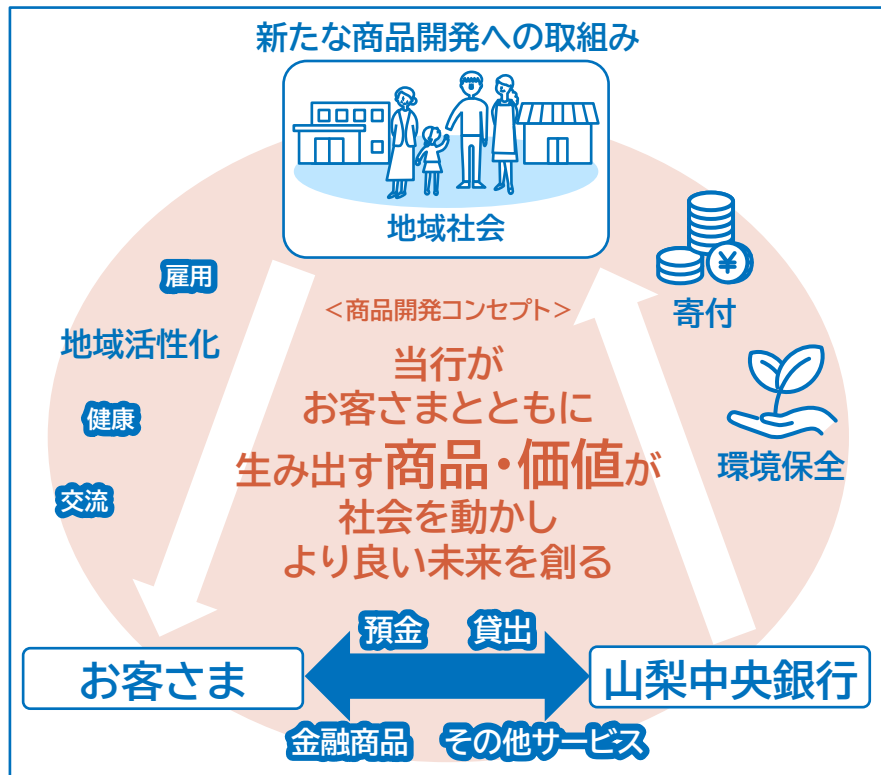 新たな商品開発への取組み
地域社会
雇用
地域活性化
健康
交流
¥
寄付
環境保全
<商品開発コンセプト>
当行が
お客さまとともに
生み出す商品・価値が
社会を動かし
より良い未来を創る
預金 貸出
お客さま
山梨中央銀行
金融商品 その他サービス